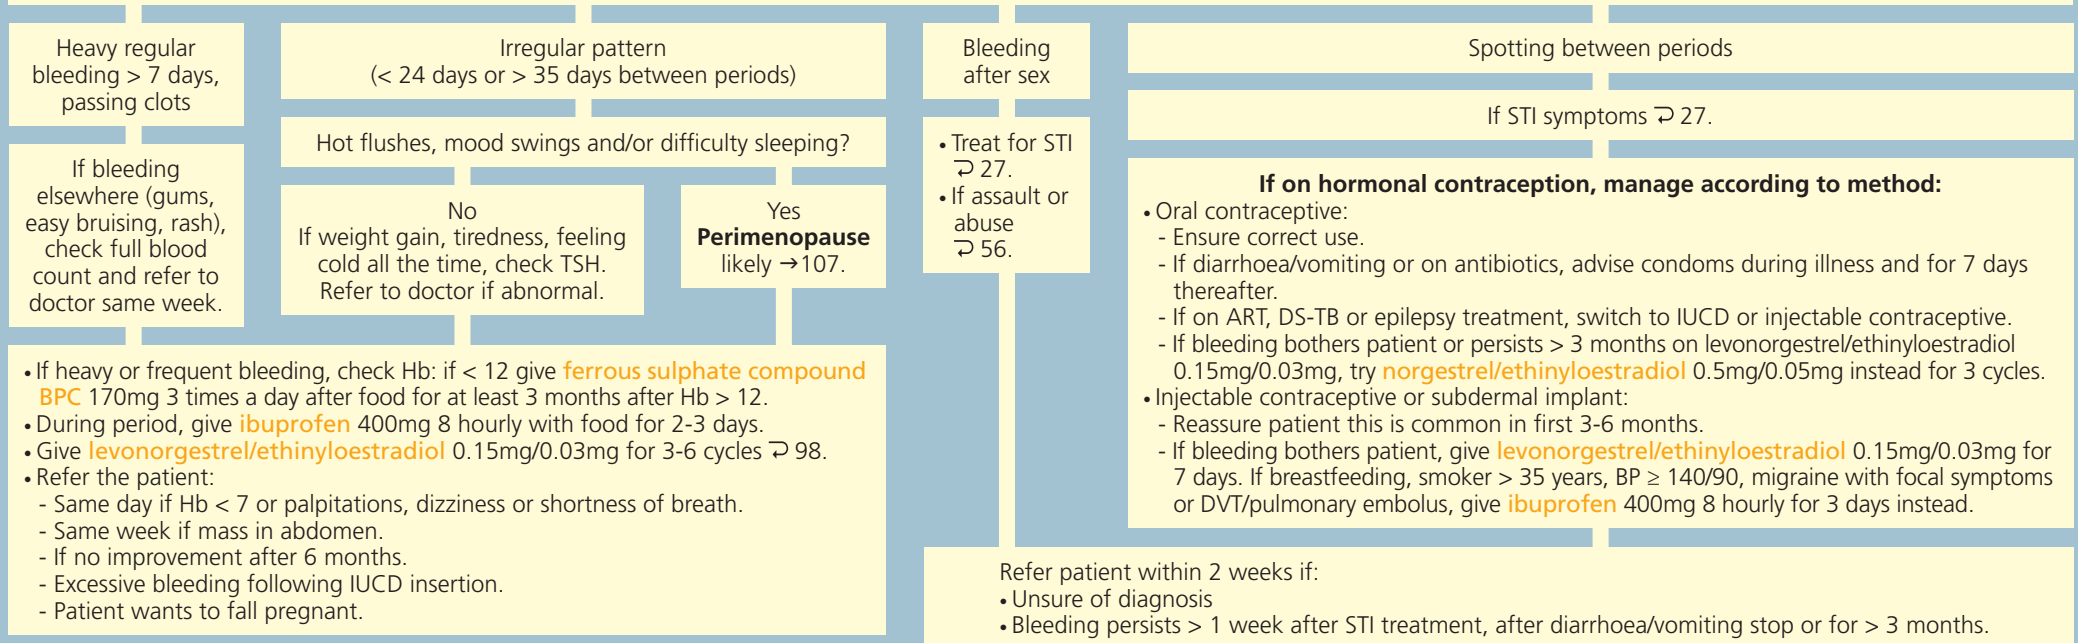 Heavy regular
bleeding > 7 days,
passing clots
If bleeding
elsewhere (gums,
easy bruising, rash),
check full blood
count and refer to
doctor same week.
Irregular pattern
(< 24 days or > 35 days between periods)
Hot flushes, mood swings and/or difficulty sleeping?
No
If weight gain, tiredness, feeling
cold all the time, check TSH.
Refer to doctor if abnormal.
Yes
Perimenopause
likely →107.
• If heavy or frequent bleeding, check Hb: if < 12 give ferrous sulphate compound
BPC 170mg 3 times a day after food for at least 3 months after Hb > 12.
• During period, give ibuprofen 400mg 8 hourly with food for 2-3 days.
• Give levonorgestrel/ethinyloestradiol 0.15mg/0.03mg for 3-6 cycles ⮌ 98.
• Refer the patient:
- Same day if Hb < 7 or palpitations, dizziness or shortness of breath.
- Same week if mass in abdomen.
- If no improvement after 6 months.
- Excessive bleeding following IUCD insertion.
- Patient wants to fall pregnant.
Bleeding
after sex
• Treat for STI
⮌ 27.
• If assault or
abuse
⮌ 56.
Spotting between periods
If STI symptoms ⮌ 27.
If on hormonal contraception, manage according to method:
• Oral contraceptive:
- Ensure correct use.
- If diarrhoea/vomiting or on antibiotics, advise condoms during illness and for 7 days
thereafter.
- If on ART, DS-TB or epilepsy treatment, switch to IUCD or injectable contraceptive.
- If bleeding bothers patient or persists > 3 months on levonorgestrel/ethinyloestradiol
0.15mg/0.03mg, try norgestrel/ethinyloestradiol 0.5mg/0.05mg instead for 3 cycles.
• Injectable contraceptive or subdermal implant:
- Reassure patient this is common in first 3-6 months.
- If bleeding bothers patient, give levonorgestrel/ethinyloestradiol 0.15mg/0.03mg for
7 days. If breastfeeding, smoker > 35 years, BP ≥ 140/90, migraine with focal symptoms
or DVT/pulmonary embolus, give ibuprofen 400mg 8 hourly for 3 days instead.
Refer patient within 2 weeks if:
• Unsure of diagnosis
• Bleeding persists > 1 week after STI treatment, after diarrhoea/vomiting stop or for > 3 months.